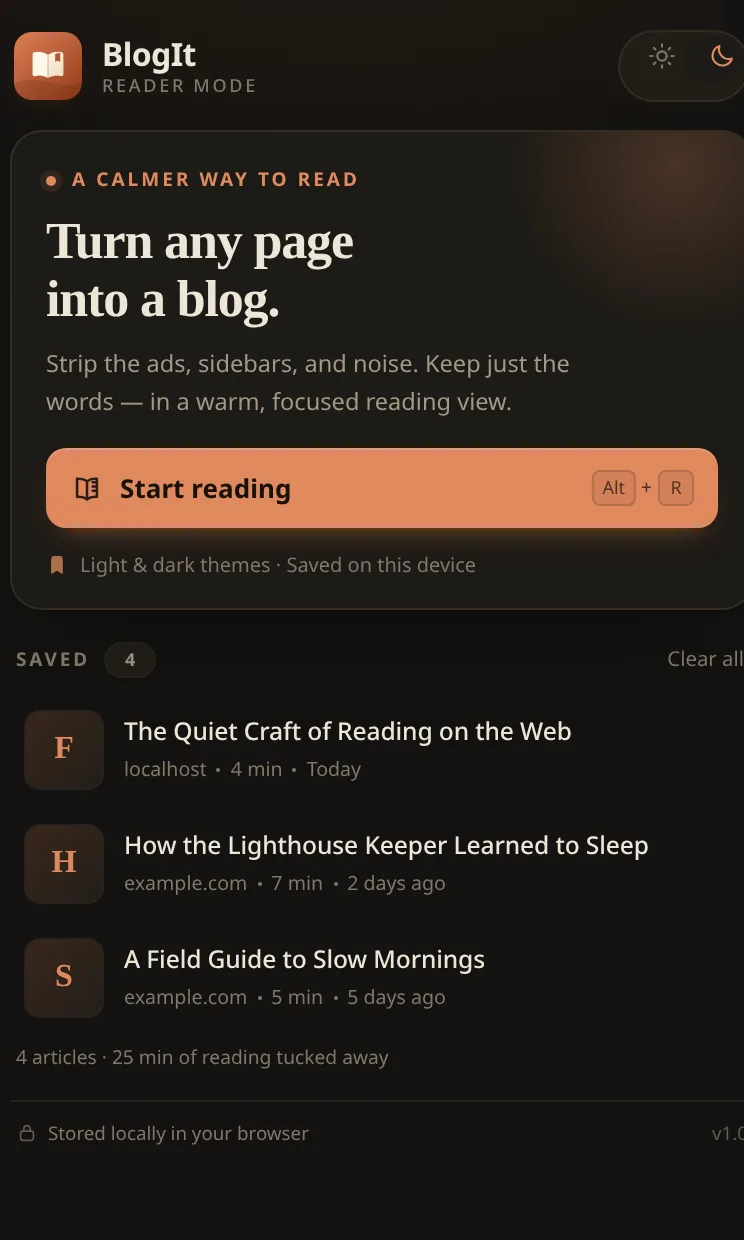 BlogIt
READER MODE
A CALMER WAY TO READ
Turn any page
into a blog.
Strip the ads, sidebars, and noise. Keep just the
words — in a warm, focused reading view.
Start reading Alt + R
Light & dark themes · Saved on this device
SAVED 4 Clear all
F
The Quiet Craft of Reading on the Web
localhost • 4 min • Today
H
How the Lighthouse Keeper Learned to Sleep
example.com • 7 min • 2 days ago
S
A Field Guide to Slow Mornings
example.com • 5 min • 5 days ago
4 articles · 25 min of reading tucked away
Stored locally in your browser v1.0